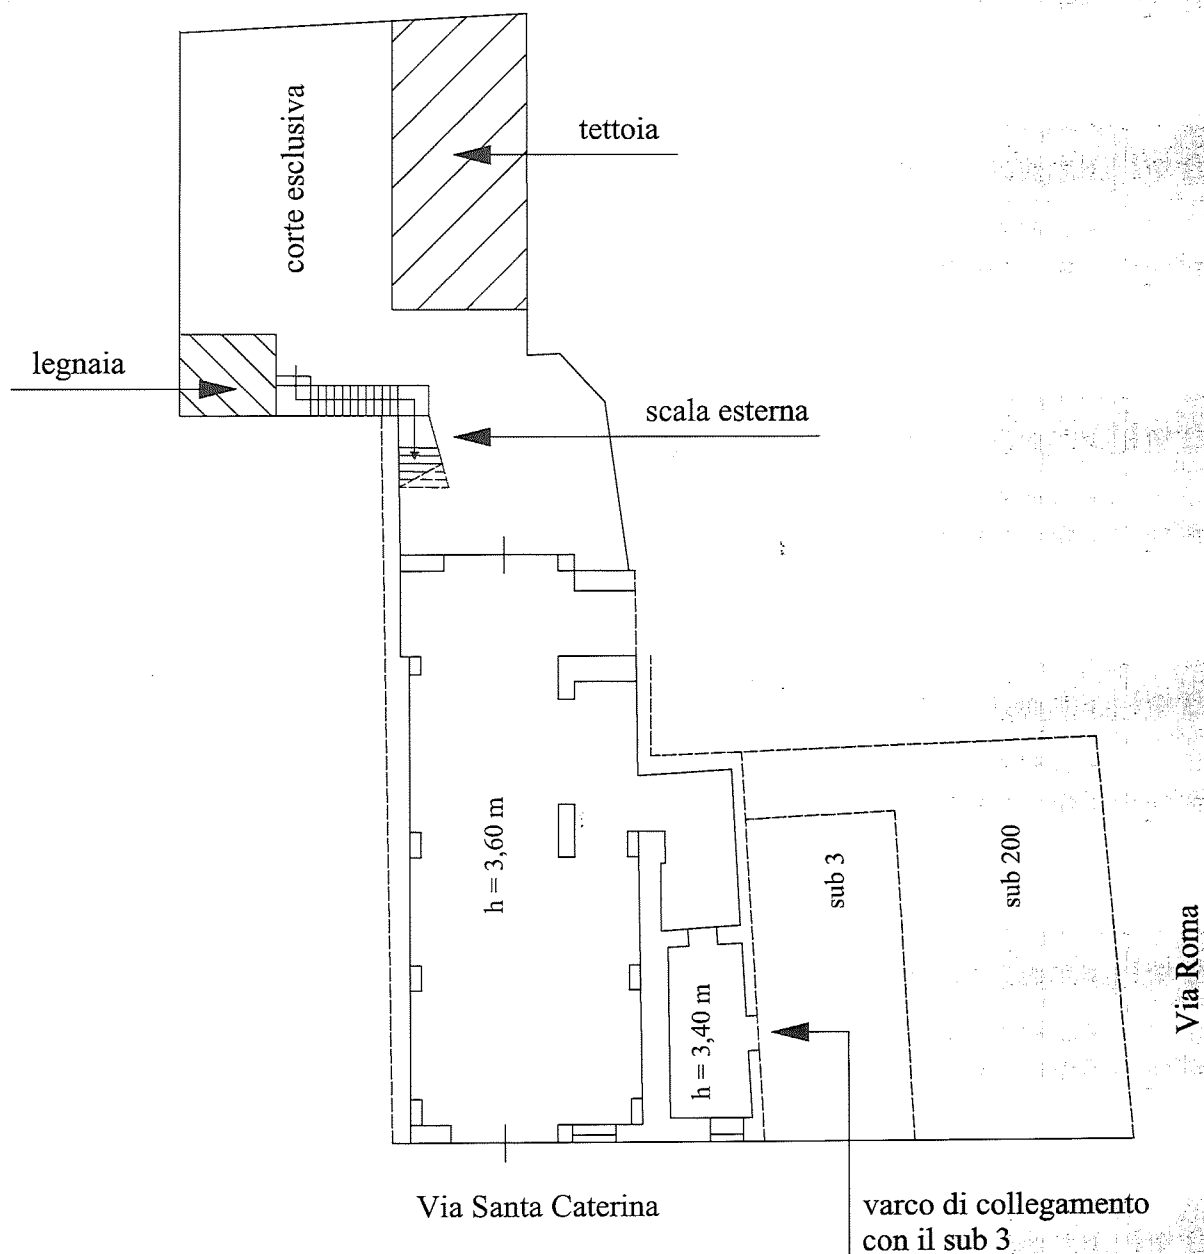 corte esclusiva
tettoia
legnaia
scala esterna
h = 3,60 m
sub 3
sub 200
Via Roma
h = 3,40 m
Via Santa Caterina
varco di collegamento
con il sub 3